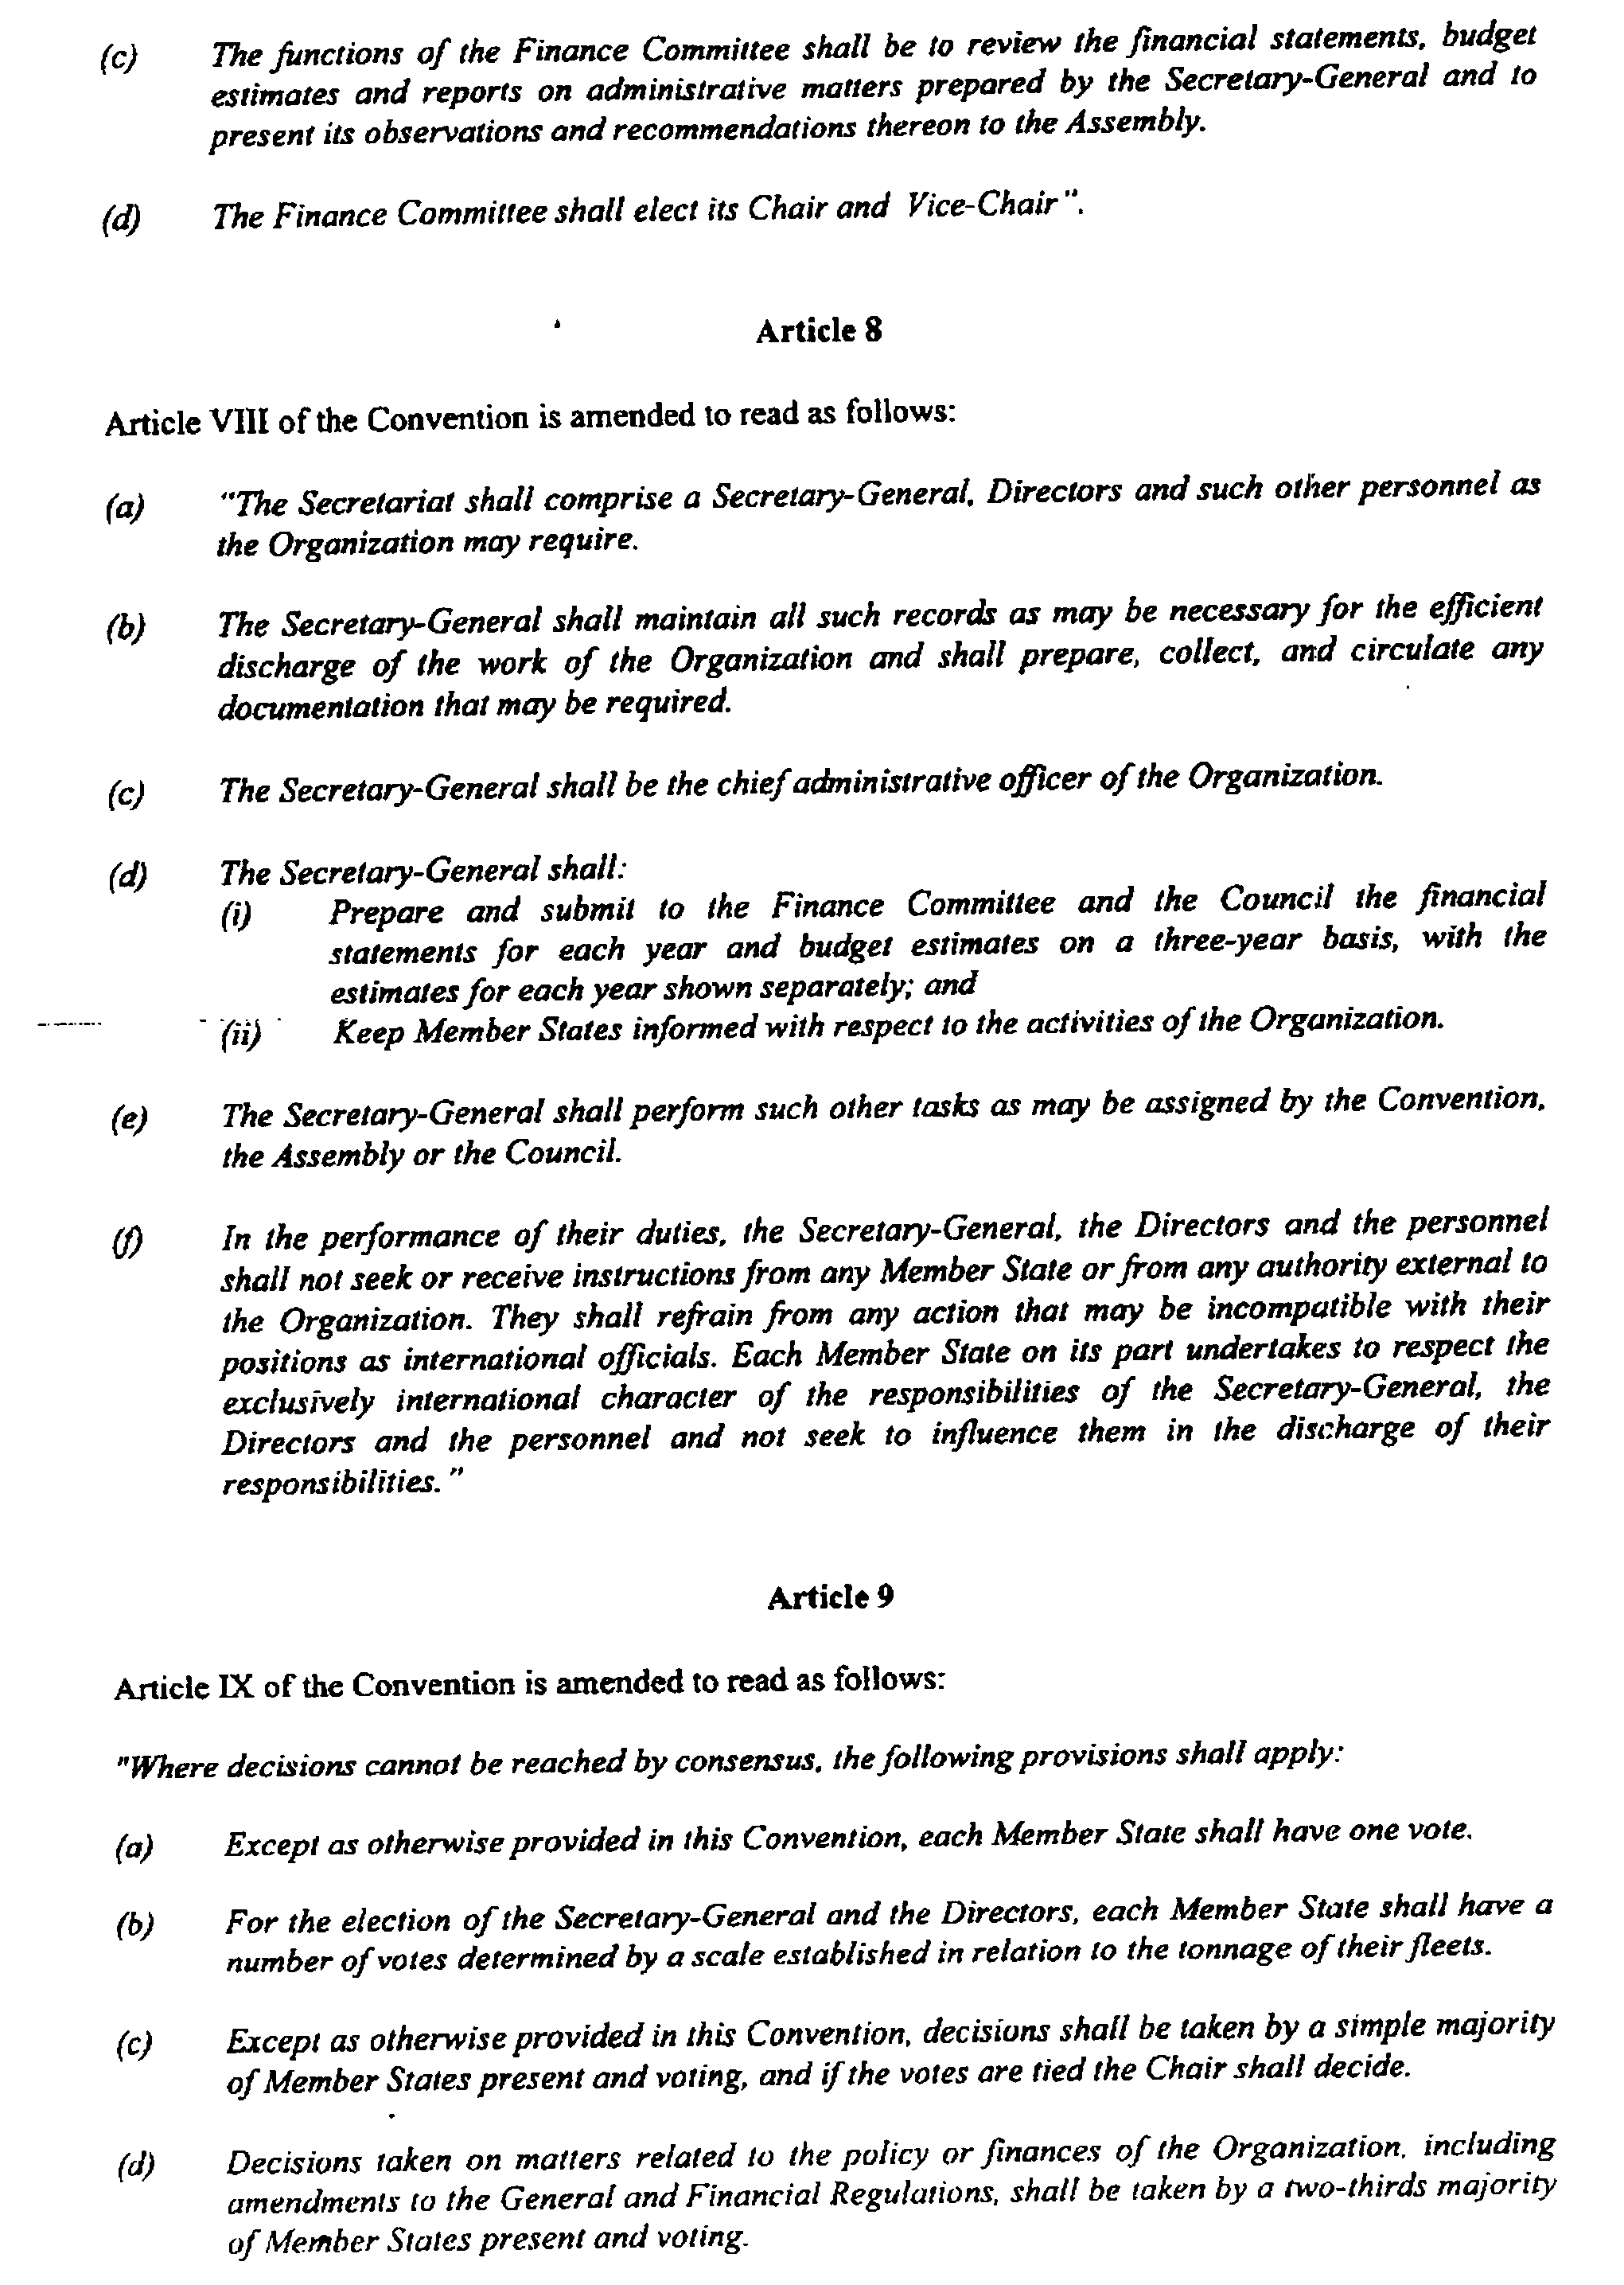 (c) The functions of the Finance Committee shall be to review the financial statements, budget
estimates and reports on administrative matters prepared by the Secretary-General and to
present its observations and recommendations thereon to the Assembly.
(d) The Finance Committee shall elect its Chair and Vice-Chair".
Article 8
Article VIII of the Convention is amended to read as follows:
(a) "The Secretariat shall comprise a Secretary-General, Directors and such other personnel as
the Organization may require.
(b) The Secretary-General shall maintain all such records as may be necessary for the efficient
discharge of the work of the Organization and shall prepare, collect, and circulate any
documentation that may be required.
(c) The Secretary-General shall be the chief administrative officer of the Organization.
(d) The Secretary-General shall:
(i) Prepare and submit to the Finance Committee and the Council the financial
statements for each year and budget estimates on a three-year basis, with the
estimates for each year shown separately; and
(ii) Keep Member States informed with respect to the activities of the Organization.
(e) The Secretary-General shall perform such other tasks as may be assigned by the Convention,
the Assembly or the Council.
(f) In the performance of their duties, the Secretary-General, the Directors and the personnel
shall not seek or receive instructions from any Member State or from any authority external to
the Organization. They shall refrain from any action that may be incompatible with their
positions as international officials. Each Member State on its part undertakes to respect the
exclusively international character of the responsibilities of the Secretary-General, the
Directors and the personnel and not seek to influence them in the discharge of their
responsibilities."
Article 9
Article IX of the Convention is amended to read as follows:
"Where decisions cannot be reached by consensus, the following provisions shall apply:
(a) Except as otherwise provided in this Convention, each Member State shall have one vote.
(b) For the election of the Secretary-General and the Directors, each Member State shall have a
number of votes determined by a scale established in relation to the tonnage of their fleets.
(c) Except as otherwise provided in this Convention, decisions shall be taken by a simple majority
of Member States present and voting, and if the votes are tied the Chair shall decide.
(d) Decisions taken on matters related to the policy or finances of the Organization, including
amendments to the General and Financial Regulations, shall be taken by a two-thirds majority
of Member States present and voting.